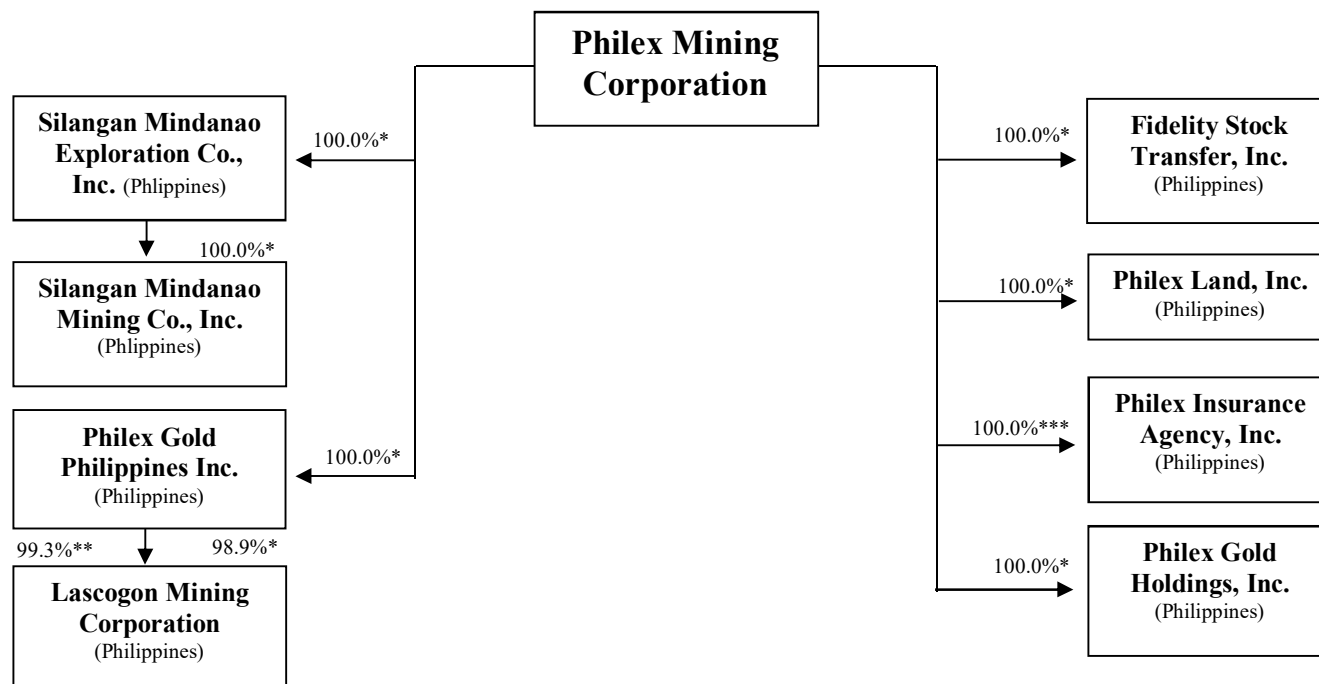 Philex Mining
Corporation
Silangan Mindanao
Exploration Co.,
Inc. (Phlippines)
100.0%*
100.0%*
Silangan Mindanao
Mining Co., Inc.
(Phlippines)
Philex Gold
Philippines Inc.
(Philippines)
100.0%*
99.3%**
98.9%*
Lascogon Mining
Corporation
(Philippines)
100.0%*
Fidelity Stock
Transfer, Inc.
(Philippines)
100.0%*
Philex Land, Inc.
(Philippines)
100.0%***
Philex Insurance
Agency, Inc.
(Philippines)
100.0%*
Philex Gold
Holdings, Inc.
(Philippines)